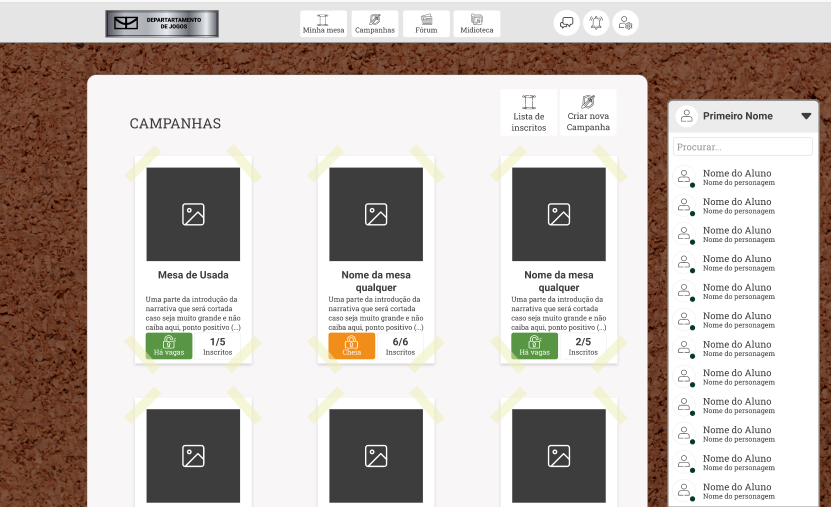 DEPARTARTAMENTO
DE JOGOS
Minha mesa
Campanhas
Fórum
Midioteca
CAMPANHAS
Lista de
inscritos
Criar nova
Campanha
Mesa de Usada
Uma parte da introdução da
narrativa que será cortada
caso seja muito grande e não
caiba aqui, ponto positivo (...)
Há vagas
1/5
Inscritos
Nome da mesa
qualquer
Uma parte da introdução da
narrativa que será cortada
caso seja muito grande e não
caiba aqui, ponto positivo (...)
Cheia
6/6
Inscritos
Nome da mesa
qualquer
Uma parte da introdução da
narrativa que será cortada
caso seja muito grande e não
caiba aqui, ponto positivo (...)
Há vagas
2/5
Inscritos
Primeiro Nome
Procurar...
Nome do Aluno
Nome do personagem
Nome do Aluno
Nome do personagem
Nome do Aluno
Nome do personagem
Nome do Aluno
Nome do personagem
Nome do Aluno
Nome do personagem
Nome do Aluno
Nome do personagem
Nome do Aluno
Nome do personagem
Nome do Aluno
Nome do personagem
Nome do Aluno
Nome do personagem
Nome do Aluno
Nome do personagem
Nome do Aluno
Nome do personagem
Nome do Aluno
Nome do personagem